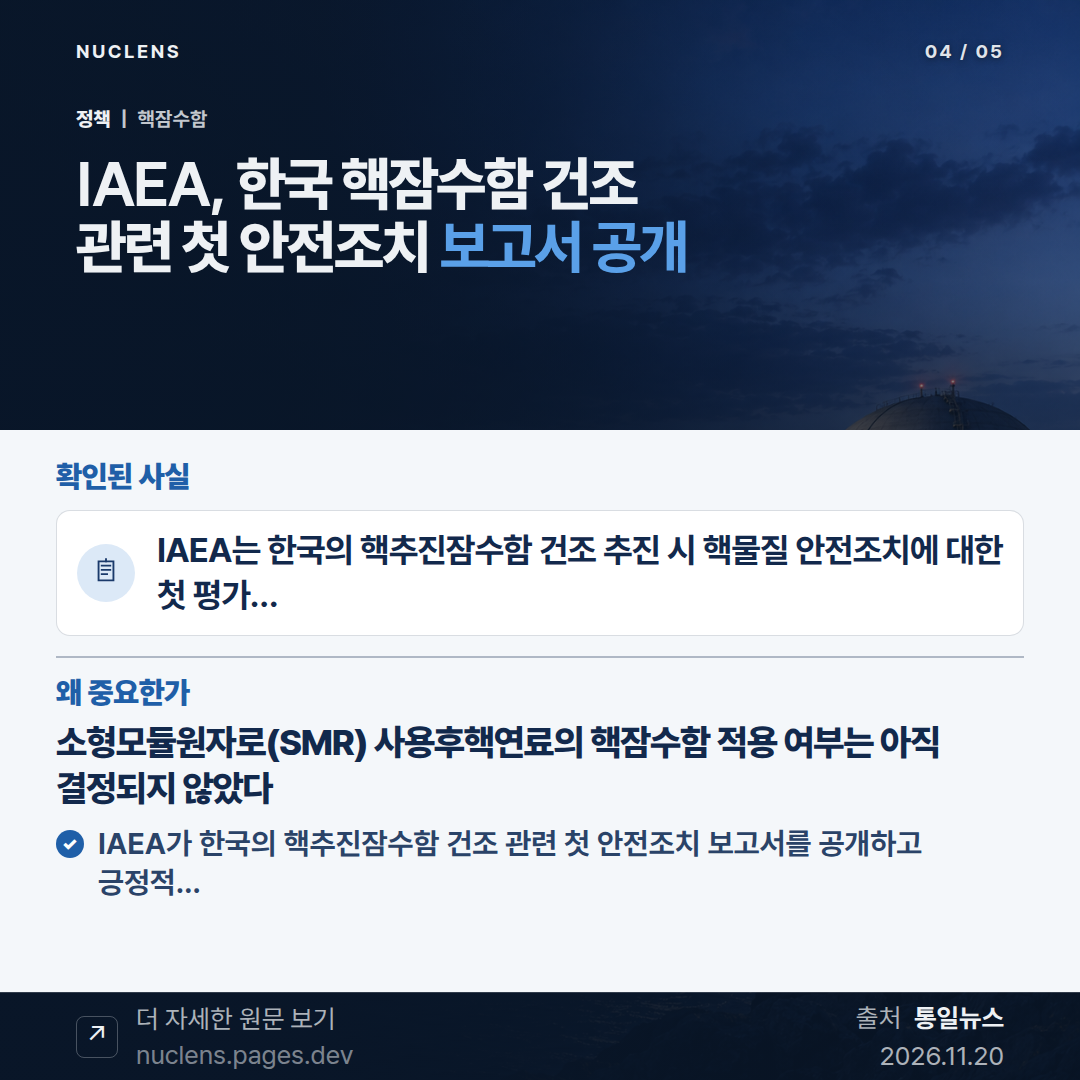 NUCLENS
04 / 05
정책 | 핵잠수함
IAEA, 한국 핵잠수함 건조
관련 첫 안전조치 보고서 공개
확인된 사실
IAEA는 한국의 핵추진잠수함 건조 추진 시 핵물질 안전조치에 대한
첫 평가...
왜 중요한가
소형모듈원자로(SMR) 사용후핵연료의 핵잠수함 적용 여부는 아직
결정되지 않았다
IAEA가 한국의 핵추진잠수함 건조 관련 첫 안전조치 보고서를 공개하고
긍정적...
더 자세한 원문 보기
nuclens.pages.dev
출처 통일뉴스
2026.11.20